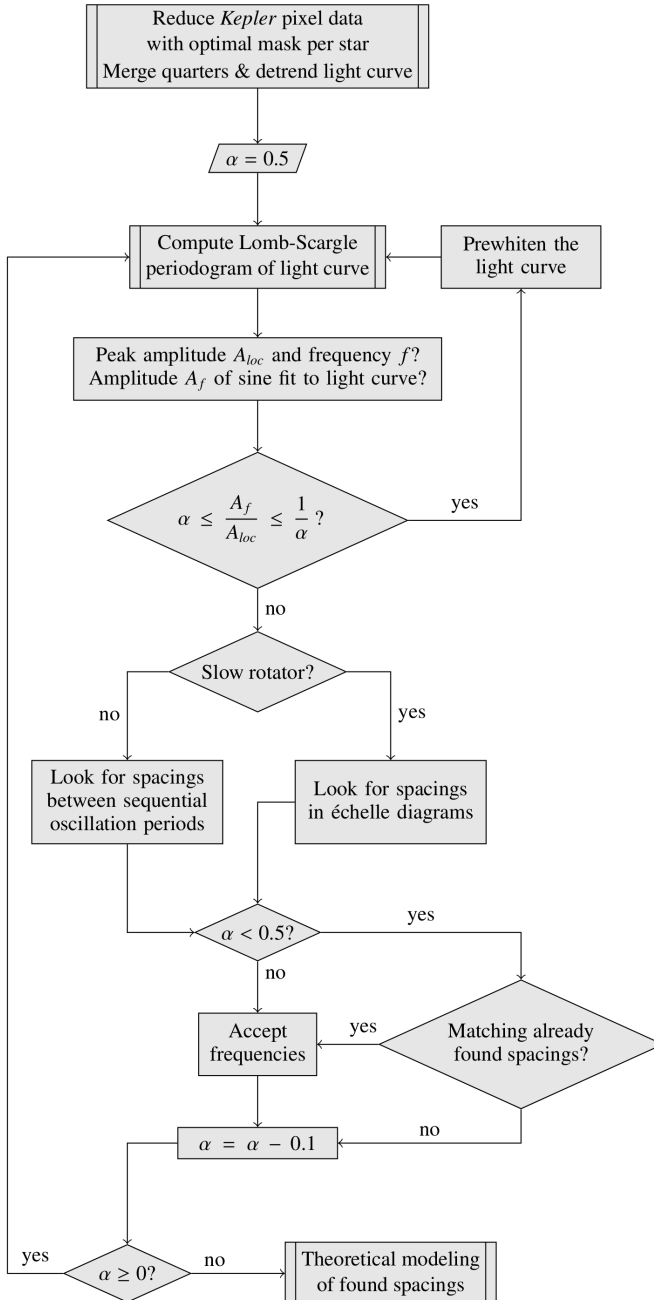 Reduce Kepler pixel data
with optimal mask per star
Merge quarters & detrend light curve
α = 0.5
Compute Lomb-Scargle
periodogram of light curve
Prewhiten the
light curve
Peak amplitude A_loc and frequency f?
Amplitude A_f of sine fit to light curve?
α ≤ A_f / A_loc ≤ 1 / α ?
yes
no
Slow rotator?
no
yes
Look for spacings
between sequential
oscillation periods
Look for spacings
in échelle diagrams
α < 0.5?
yes
no
Accept
frequencies
yes
Matching already
found spacings?
α = α − 0.1
no
yes
α ≥ 0?
no
Theoretical modeling
of found spacings